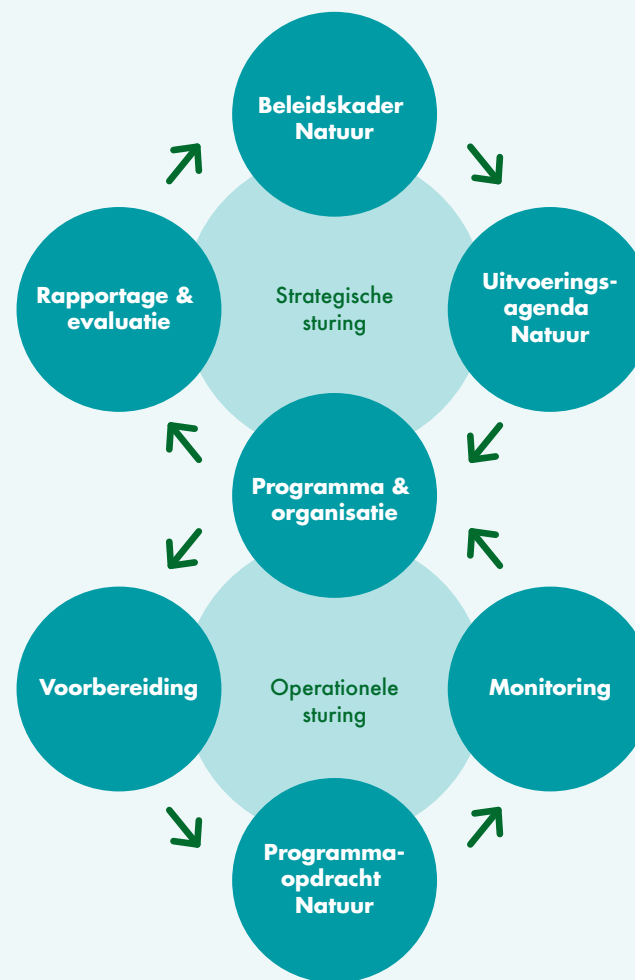 Beleidskader
Natuur
Rapportage &
evaluatie
Strategische
sturing
Uitvoerings-
agenda
Natuur
Programma &
organisatie
Voorbereiding
Operationele
sturing
Monitoring
Programma-
opdracht
Natuur